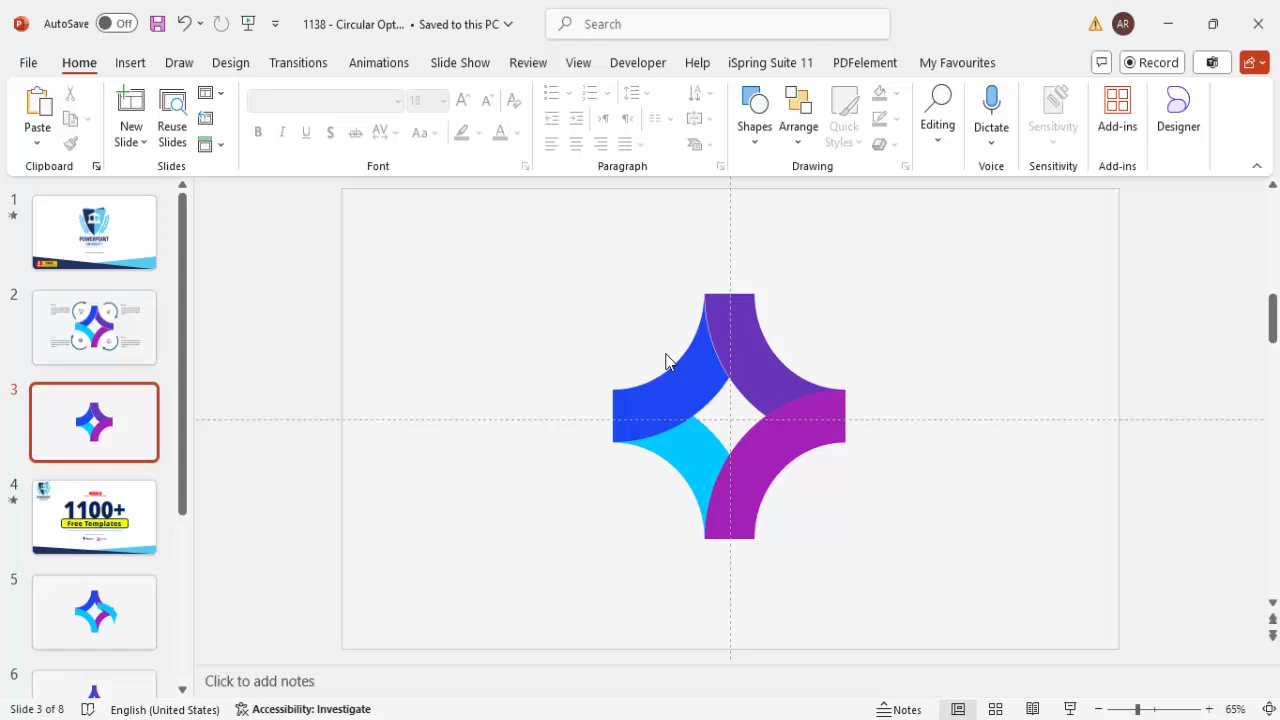 AutoSave Off 1138 - Circular Opt... • Saved to this PC Search AR
File Home Insert Draw Design Transitions Animations Slide Show Review View Developer Help iSpring Suite 11 PDFelement My Favourites Record
Paste New Slide Reuse Slides 18 Shapes Arrange Quick Styles Editing Dictate Sensitivity Add-ins Designer
Clipboard Slides Font Paragraph Drawing Voice Sensitivity Add-ins
1
POWERPOINT
UNIVERSITY
2
3
4
1100+
Free Templates
5
6
Click to add notes
Slide 3 of 8 English (United States) Accessibility: Investigate Notes 65%